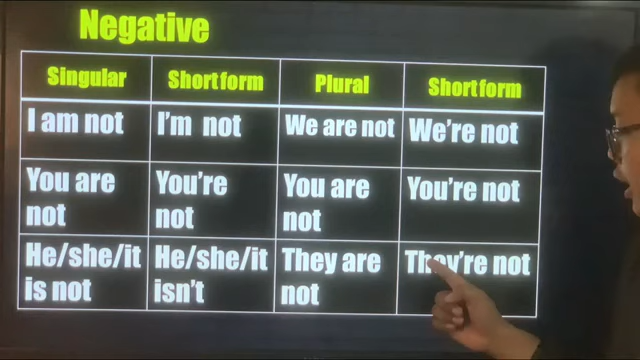 Negative
Singular Short form Plural Short form
I am not I'm not We are not We're not
You are not You're not You are not You're not
He/she/it is not He/she/it isn't They are not They're not